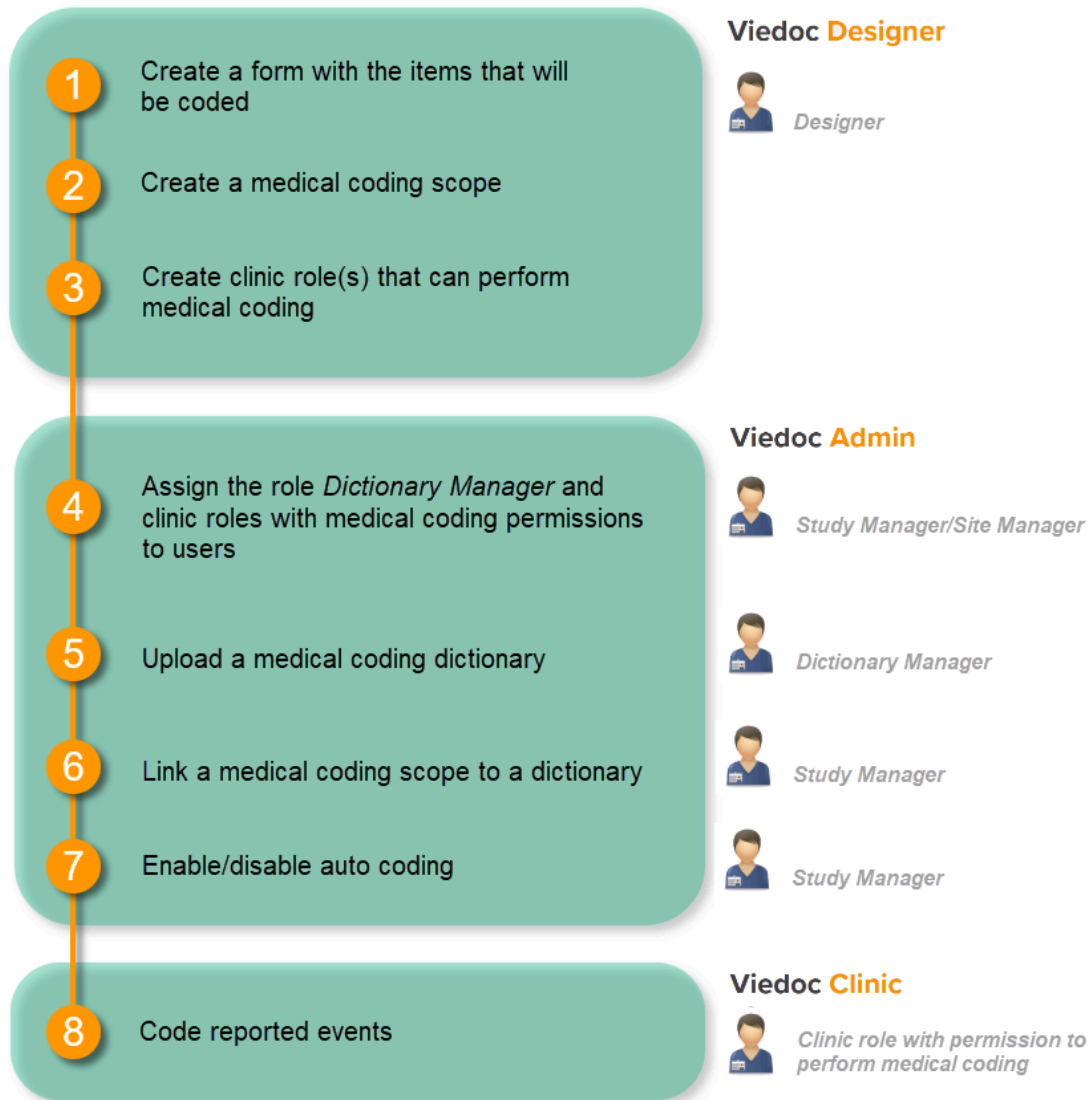 Viedoc Designer
1
Create a form with the items that will
be coded
Designer
2
Create a medical coding scope
3
Create clinic role(s) that can perform
medical coding
Viedoc Admin
4
Assign the role Dictionary Manager and
clinic roles with medical coding permissions
to users
Study Manager/Site Manager
5
Upload a medical coding dictionary
Dictionary Manager
6
Link a medical coding scope to a dictionary
Study Manager
7
Enable/disable auto coding
Study Manager
Viedoc Clinic
8
Code reported events
Clinic role with permission to
perform medical coding